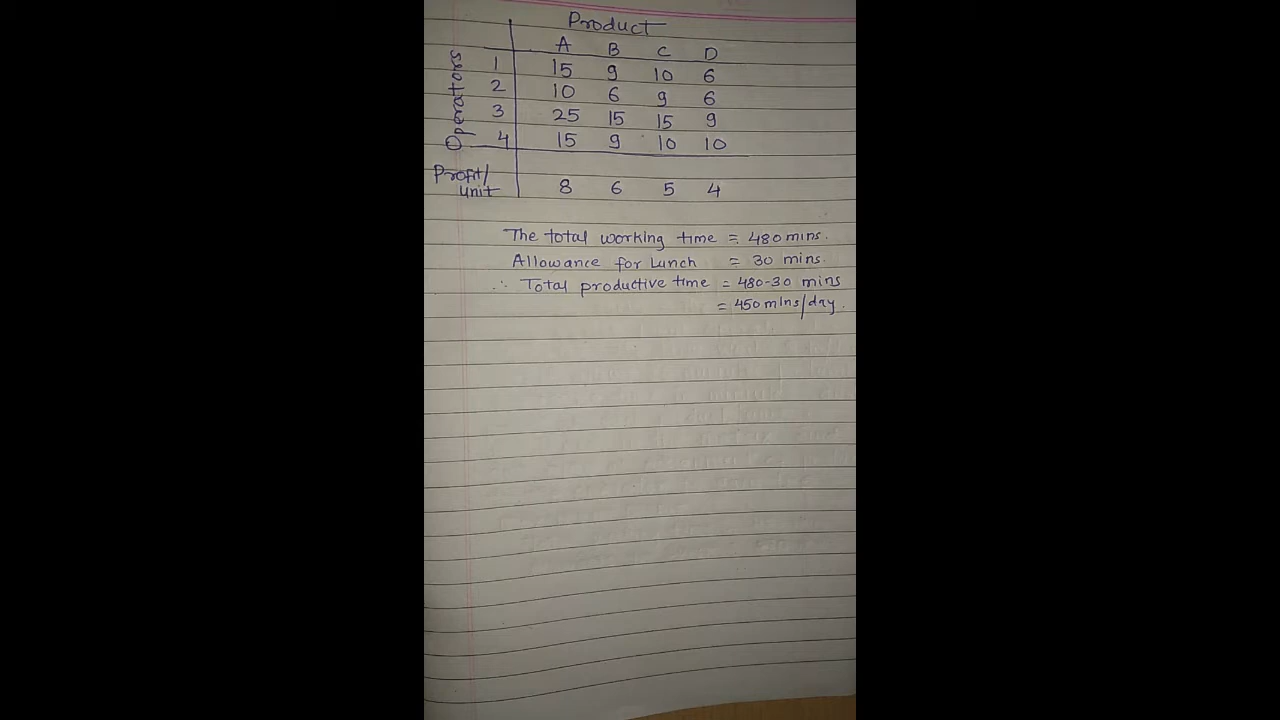 Product
A B C D
Operators
1 15 9 10 6
2 10 6 9 6
3 25 15 15 9
4 15 9 10 10
Profit/
unit 8 6 5 4
The total working time = 480 mins.
Allowance for Lunch = 30 mins.
∴ Total productive time = 480-30 mins
= 450 mins/day.